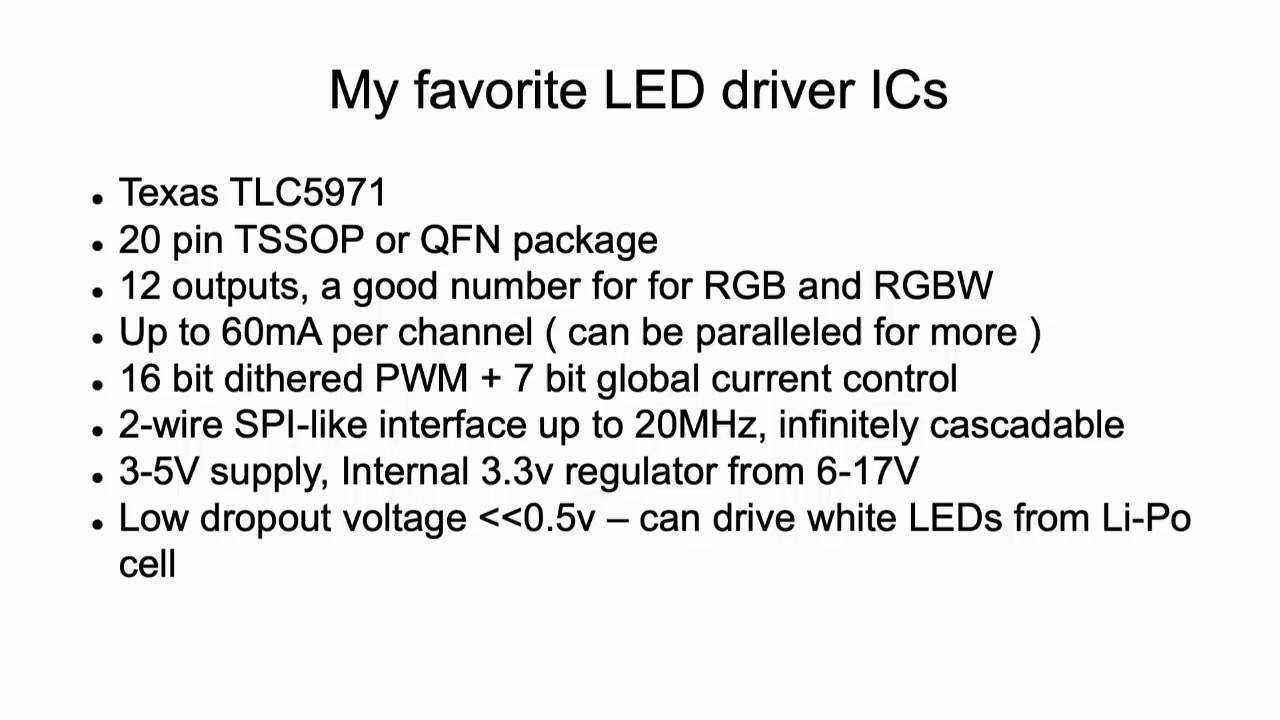 My favorite LED driver ICs
• Texas TLC5971
• 20 pin TSSOP or QFN package
• 12 outputs, a good number for for RGB and RGBW
• Up to 60mA per channel ( can be paralleled for more )
• 16 bit dithered PWM + 7 bit global current control
• 2-wire SPI-like interface up to 20MHz, infinitely cascadable
• 3-5V supply, Internal 3.3v regulator from 6-17V
• Low dropout voltage <<0.5v – can drive white LEDs from Li-Po
cell